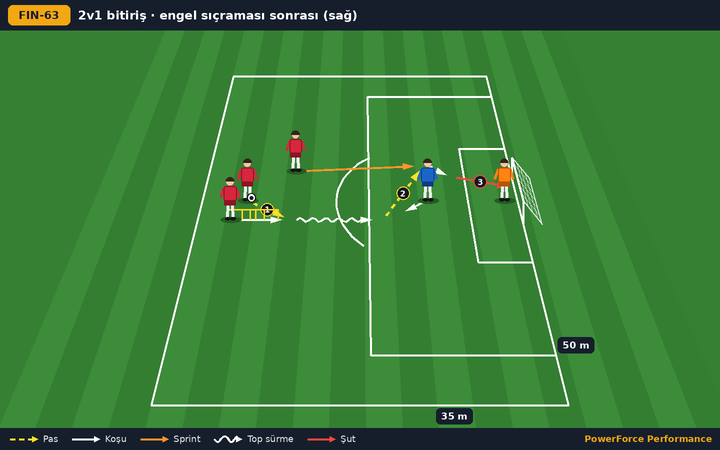 FIN-63 2v1 bitiriş · engel sıçraması sonrası (sağ)
1
2
3
50 m
35 m
Pas Koşu Sprint Top sürme Şut PowerForce Performance